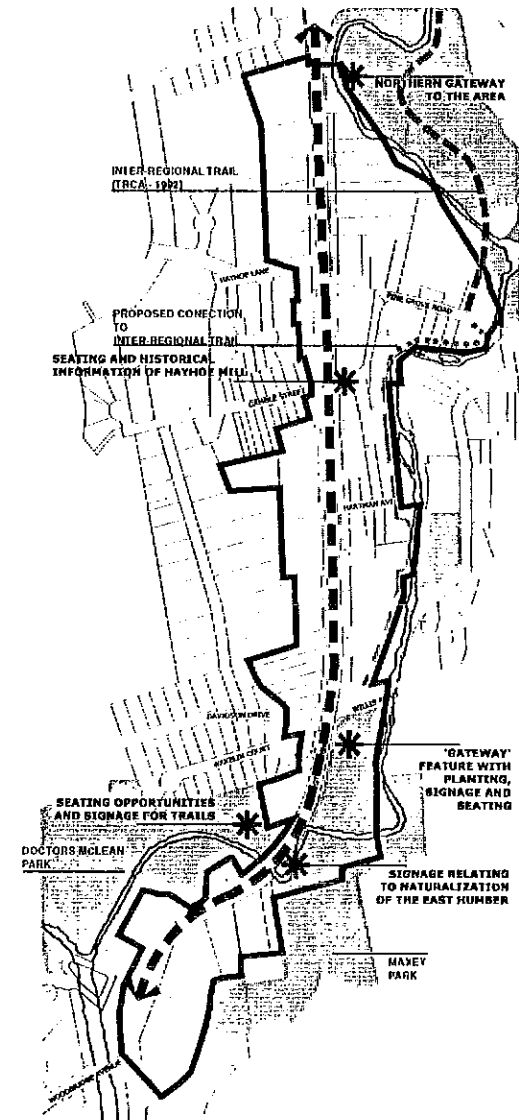 NORTHERN GATEWAY
TO THE AREA
INTER-REGIONAL TRAIL
(TRCA - 1992)
HAYHOE LANE
PINE GROVE ROAD
PROPOSED CONECTION
TO
INTER-REGIONAL TRAIL
SEATING AND HISTORICAL
INFORMATION OF HAYHOE MILL
GAMBLE STREET
HARTMAN AVE
WILLIS
DAVIDSON DRIVE
'GATEWAY'
FEATURE WITH
PLANTING,
SIGNAGE AND
SEATING
SEATING OPPORTUNITIES
AND SIGNAGE FOR TRAILS
DOCTORS McLEAN
PARK
SIGNAGE RELATING
TO NATURALIZATION
OF THE EAST HUMBER
MAXEY
PARK
WOODBRIDGE AVENUE